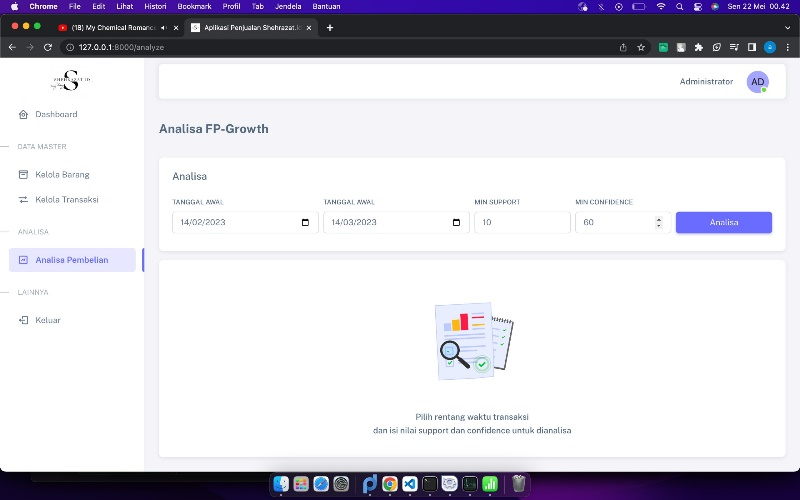 Chrome File Edit Lihat Histori Bookmark Profil Tab Jendela Bantuan Sen 22 Mei 00.42
(18) My Chemical Romance
Aplikasi Penjualan Shehrazat.i
127.0.0.1:8000/analyze
S
Administrator AD
Dashboard
DATA MASTER
Kelola Barang
Kelola Transaksi
ANALISA
Analisa Pembelian
LAINNYA
Keluar
Analisa FP-Growth
Analisa
TANGGAL AWAL TANGGAL AWAL MIN SUPPORT MIN CONFIDENCE
14/02/2023 14/03/2023 10 60 Analisa
Pilih rentang waktu transaksi
dan isi nilai support dan confidence untuk dianalisa